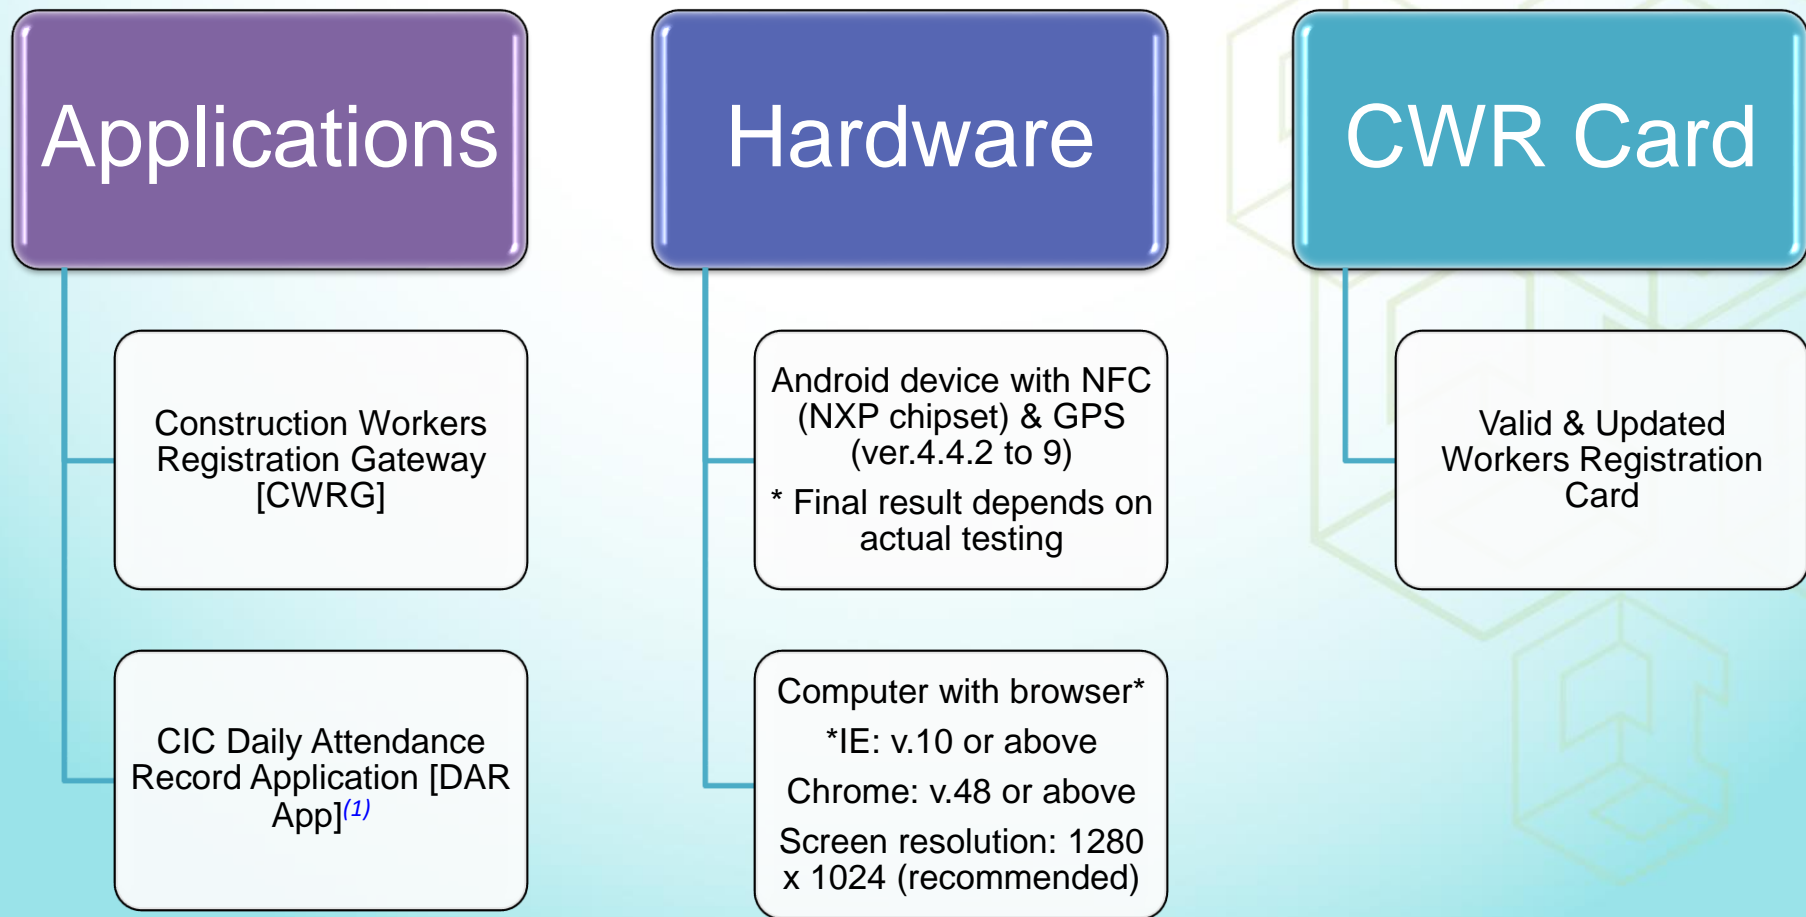 Applications
Construction Workers
Registration Gateway
[CWRG]
CIC Daily Attendance
Record Application [DAR
App](1)
Hardware
Android device with NFC
(NXP chipset) & GPS
(ver.4.4.2 to 9)
* Final result depends on
actual testing
Computer with browser*
*IE: v.10 or above
Chrome: v.48 or above
Screen resolution: 1280
x 1024 (recommended)
CWR Card
Valid & Updated
Workers Registration
Card